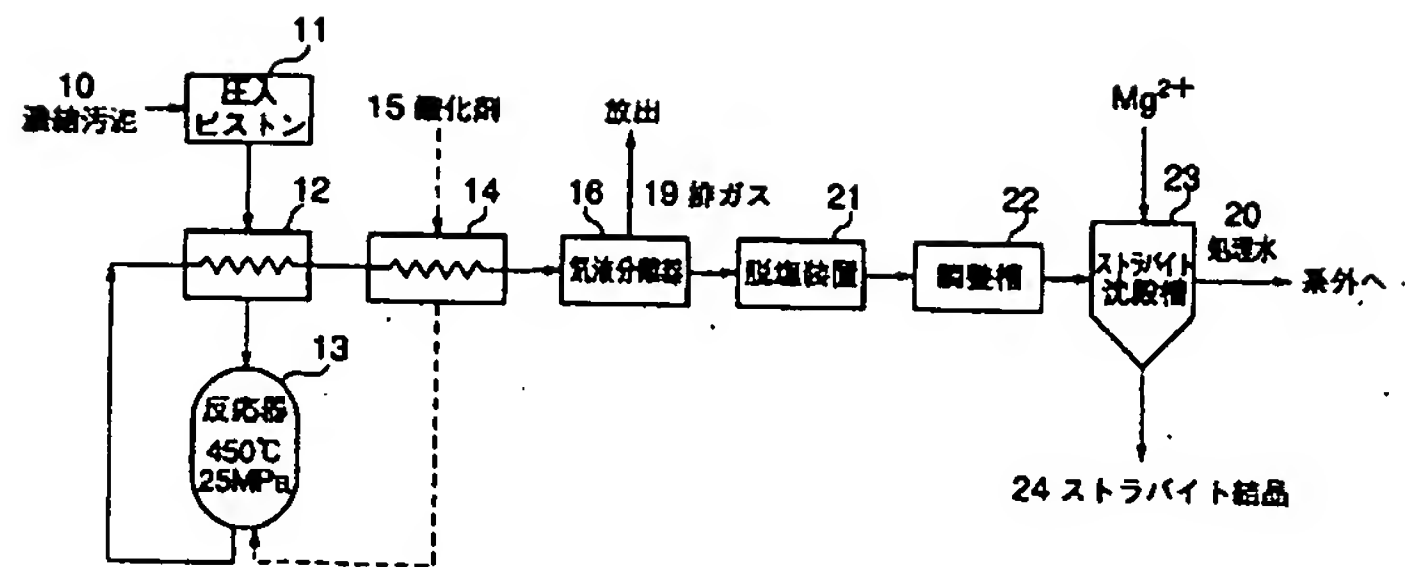 11
10
濃縮汚泥
圧入
ピストン
15 酸化剤
放出
Mg²⁺
12
14
16
19 排ガス
21
22
23
20
処理水
気液分離器
脱塩装置
調整槽
ストラバイト
沈殿槽
系外へ
13
反応器
450℃
25MPa
24 ストラバイト結晶